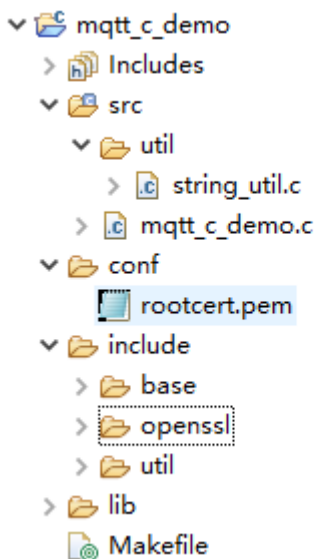 mqtt_c_demo
Includes
src
util
string_util.c
mqtt_c_demo.c
conf
rootcert.pem
include
base
openssl
util
lib
Makefile